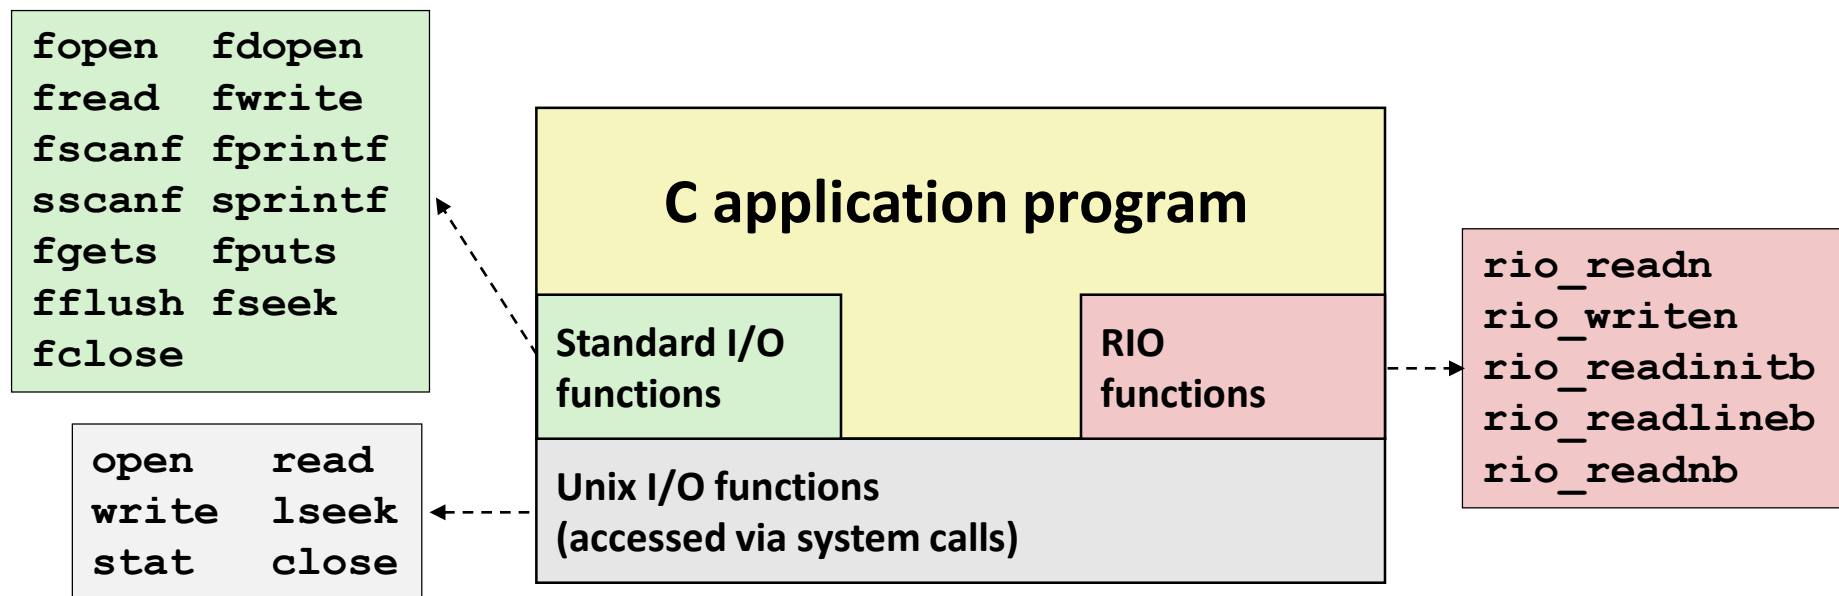 fopen fdopen
fread fwrite
fscanf fprintf
sscanf sprintf
fgets fputs
fflush fseek
fclose
C application program
Standard I/O
functions
RIO
functions
rio_readn
rio_writen
rio_readinitb
rio_readlineb
rio_readnb
open read
write lseek
stat close
Unix I/O functions
(accessed via system calls)